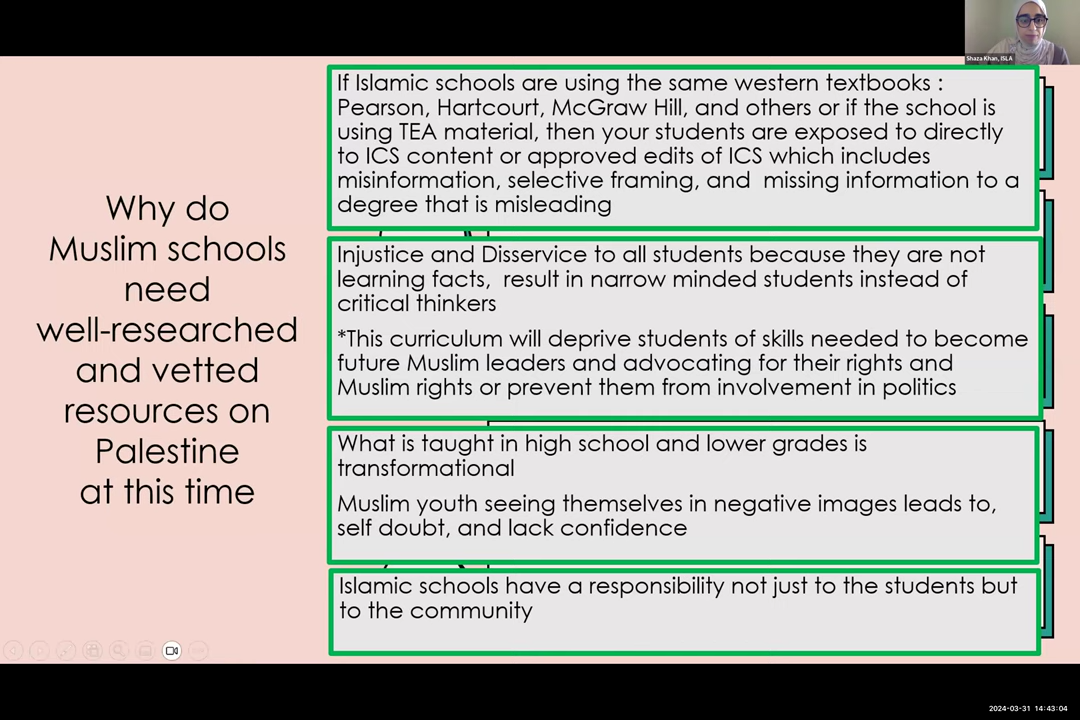 Shaza Khan, ISLA
Why do
Muslim schools
need
well-researched
and vetted
resources on
Palestine
at this time
If Islamic schools are using the same western textbooks :
Pearson, Hartcourt, McGraw Hill, and others or if the school is
using TEA material, then your students are exposed to directly
to ICS content or approved edits of ICS which includes
misinformation, selective framing, and missing information to a
degree that is misleading
Injustice and Disservice to all students because they are not
learning facts, result in narrow minded students instead of
critical thinkers
*This curriculum will deprive students of skills needed to become
future Muslim leaders and advocating for their rights and
Muslim rights or prevent them from involvement in politics
What is taught in high school and lower grades is
transformational
Muslim youth seeing themselves in negative images leads to,
self doubt, and lack confidence
Islamic schools have a responsibility not just to the students but
to the community
2024-03-31 14:43:04